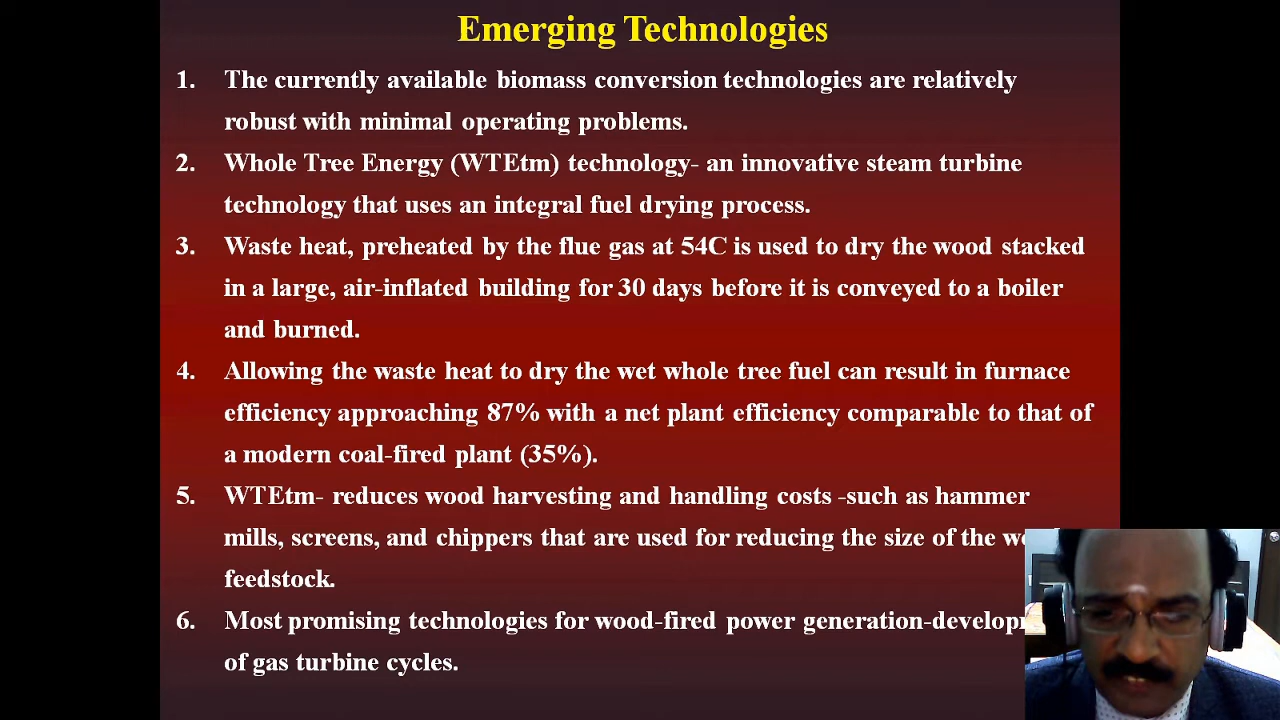 Emerging Technologies
1. The currently available biomass conversion technologies are relatively
robust with minimal operating problems.
2. Whole Tree Energy (WTEtm) technology- an innovative steam turbine
technology that uses an integral fuel drying process.
3. Waste heat, preheated by the flue gas at 54C is used to dry the wood stacked
in a large, air-inflated building for 30 days before it is conveyed to a boiler
and burned.
4. Allowing the waste heat to dry the wet whole tree fuel can result in furnace
efficiency approaching 87% with a net plant efficiency comparable to that of
a modern coal-fired plant (35%).
5. WTEtm- reduces wood harvesting and handling costs -such as hammer
mills, screens, and chippers that are used for reducing the size of the
feedstock.
6. Most promising technologies for wood-fired power generation-
of gas turbine cycles.